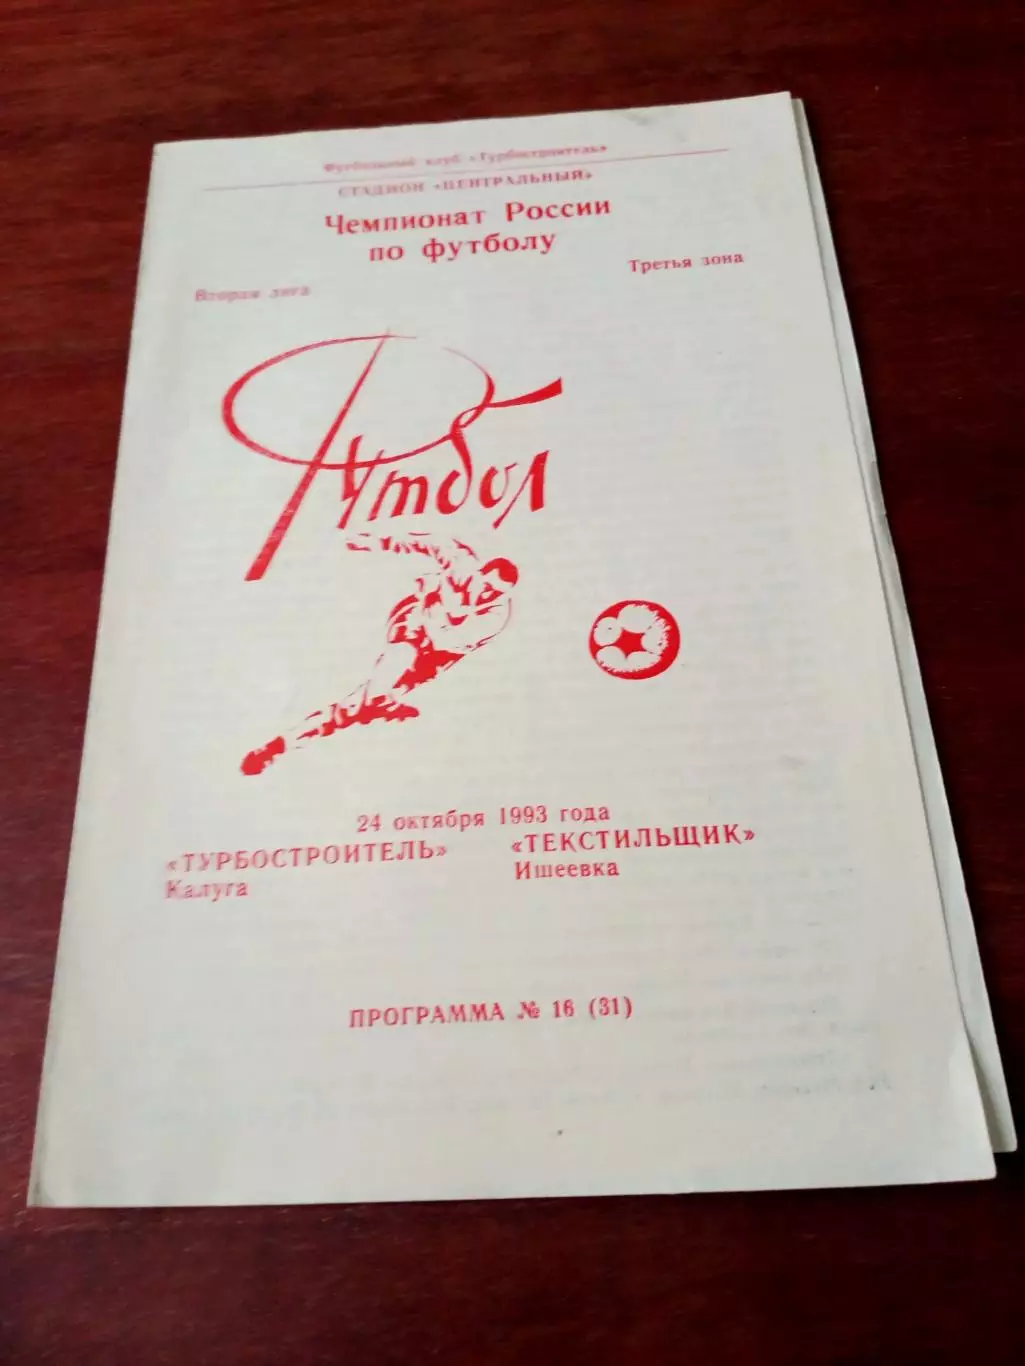 Футбольный клуб «Турбостроитель»
СТАДИОН «ЦЕНТРАЛЬНЫЙ»
Чемпионат России
по футболу
Вторая лига
Третья зона
Футбол
24 октября 1993 года
«ТУРБОСТРОИТЕЛЬ» «ТЕКСТИЛЬЩИК»
Калуга Ишеевка
ПРОГРАММА № 16 (31)